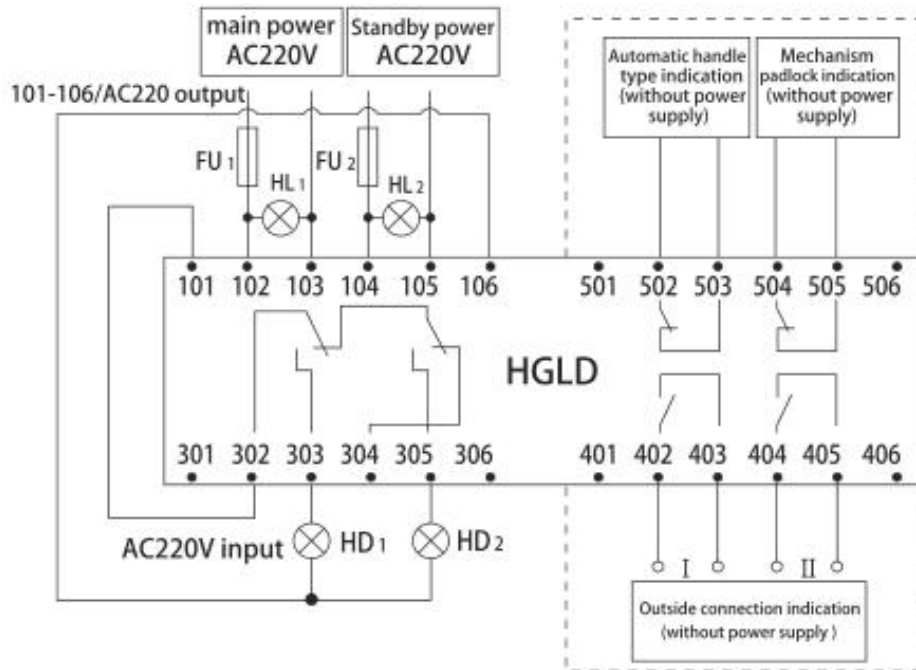 main power
AC220V
Standby power
AC220V
Automatic handle
type indication
(without power
supply)
Mechanism
padlock indication
(without power
supply)
101-106/AC220 output
FU 1
HL 1
FU 2
HL 2
101 102 103 104 105 106 501 502 503 504 505 506
HGLD
301 302 303 304 305 306 401 402 403 404 405 406
AC220V input
HD 1
HD 2
I
II
Outside connection indication
(without power supply )